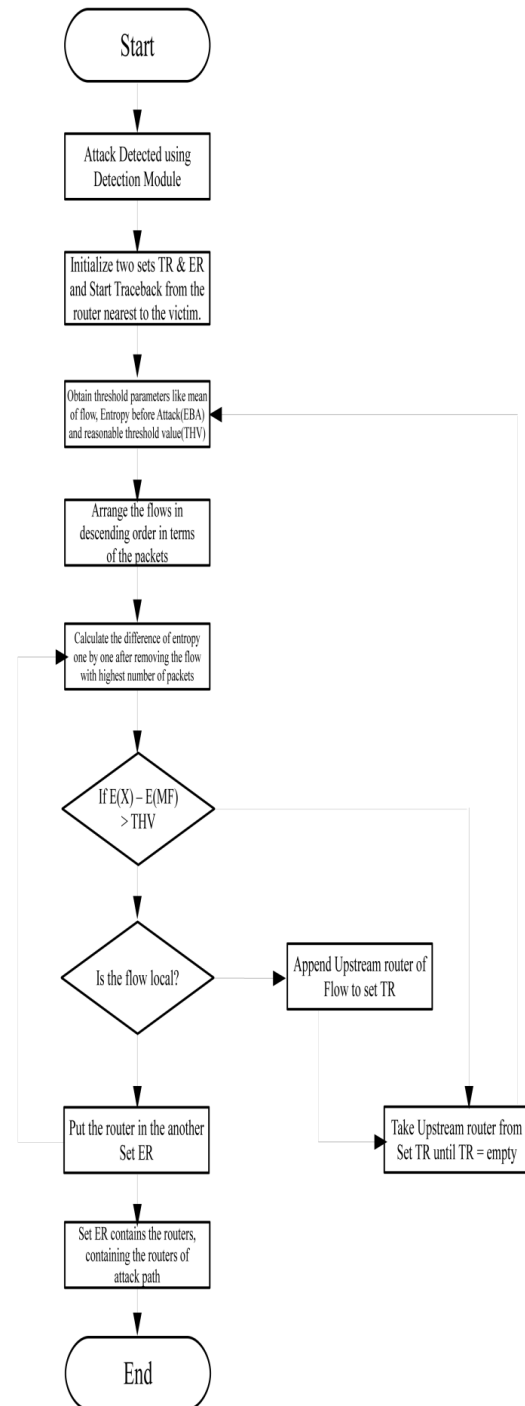 Start
Attack Detected using
Detection Module
Initialize two sets TR & ER
and Start Traceback from the
router nearest to the victim.
Obtain threshold parameters like mean
of flow, Entropy before Attack(EBA)
and reasonable threshold value(THV)
Arrange the flows in
descending order in terms
of the packets
Calculate the difference of entropy
one by one after removing the flow
with highest number of packets
If E(X) – E(MF)
> THV
Is the flow local?
Append Upstream router of
Flow to set TR
Put the router in the another
Set ER
Take Upstream router from
Set TR until TR = empty
Set ER contains the routers,
containing the routers of
attack path
End